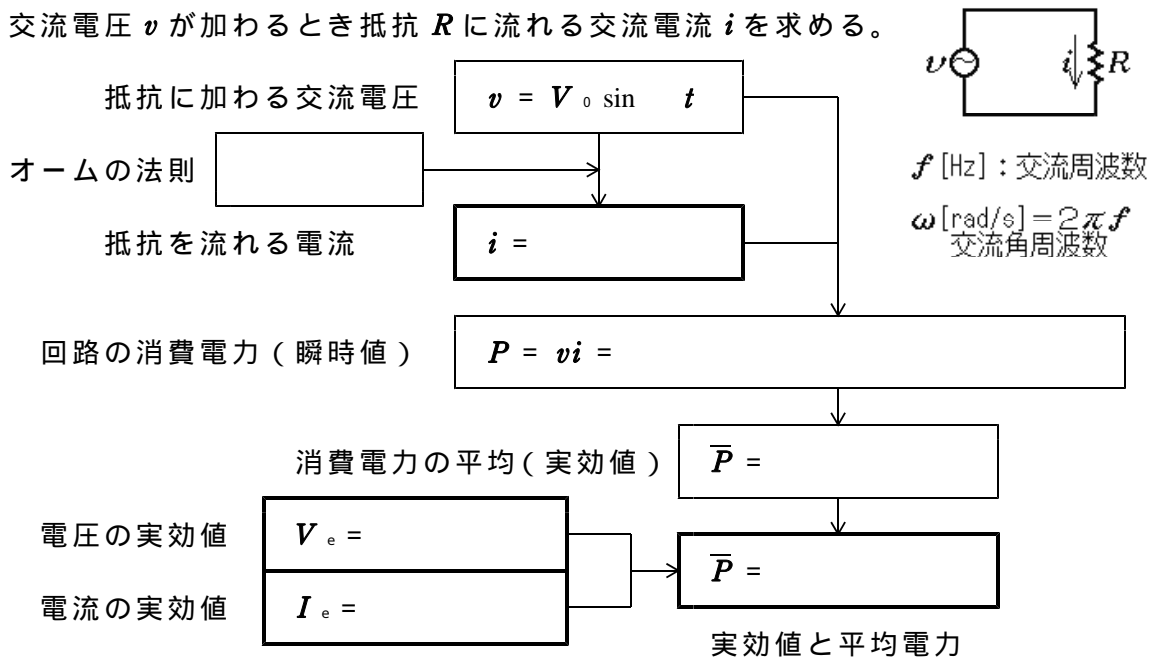 交流電圧 v が加わるとき抵抗 R に流れる交流電流 i を求める。
抵抗に加わる交流電圧
v = V₀ sin t
オームの法則
抵抗を流れる電流
i =
υ
i
R
f [Hz]：交流周波数
ω[rad/s]＝2πf
交流角周波数
回路の消費電力（瞬時値）
P = vi =
消費電力の平均(実効値)
P̅ =
電圧の実効値
Vₑ =
電流の実効値
Iₑ =
P̅ =
実効値と平均電力